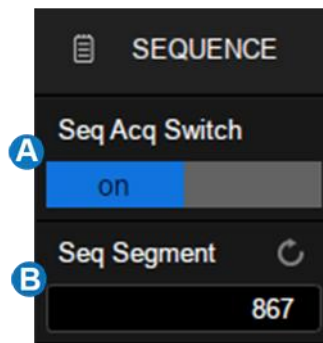 SEQUENCE
Seq Acq Switch
A
on
Seq Segment
B
867